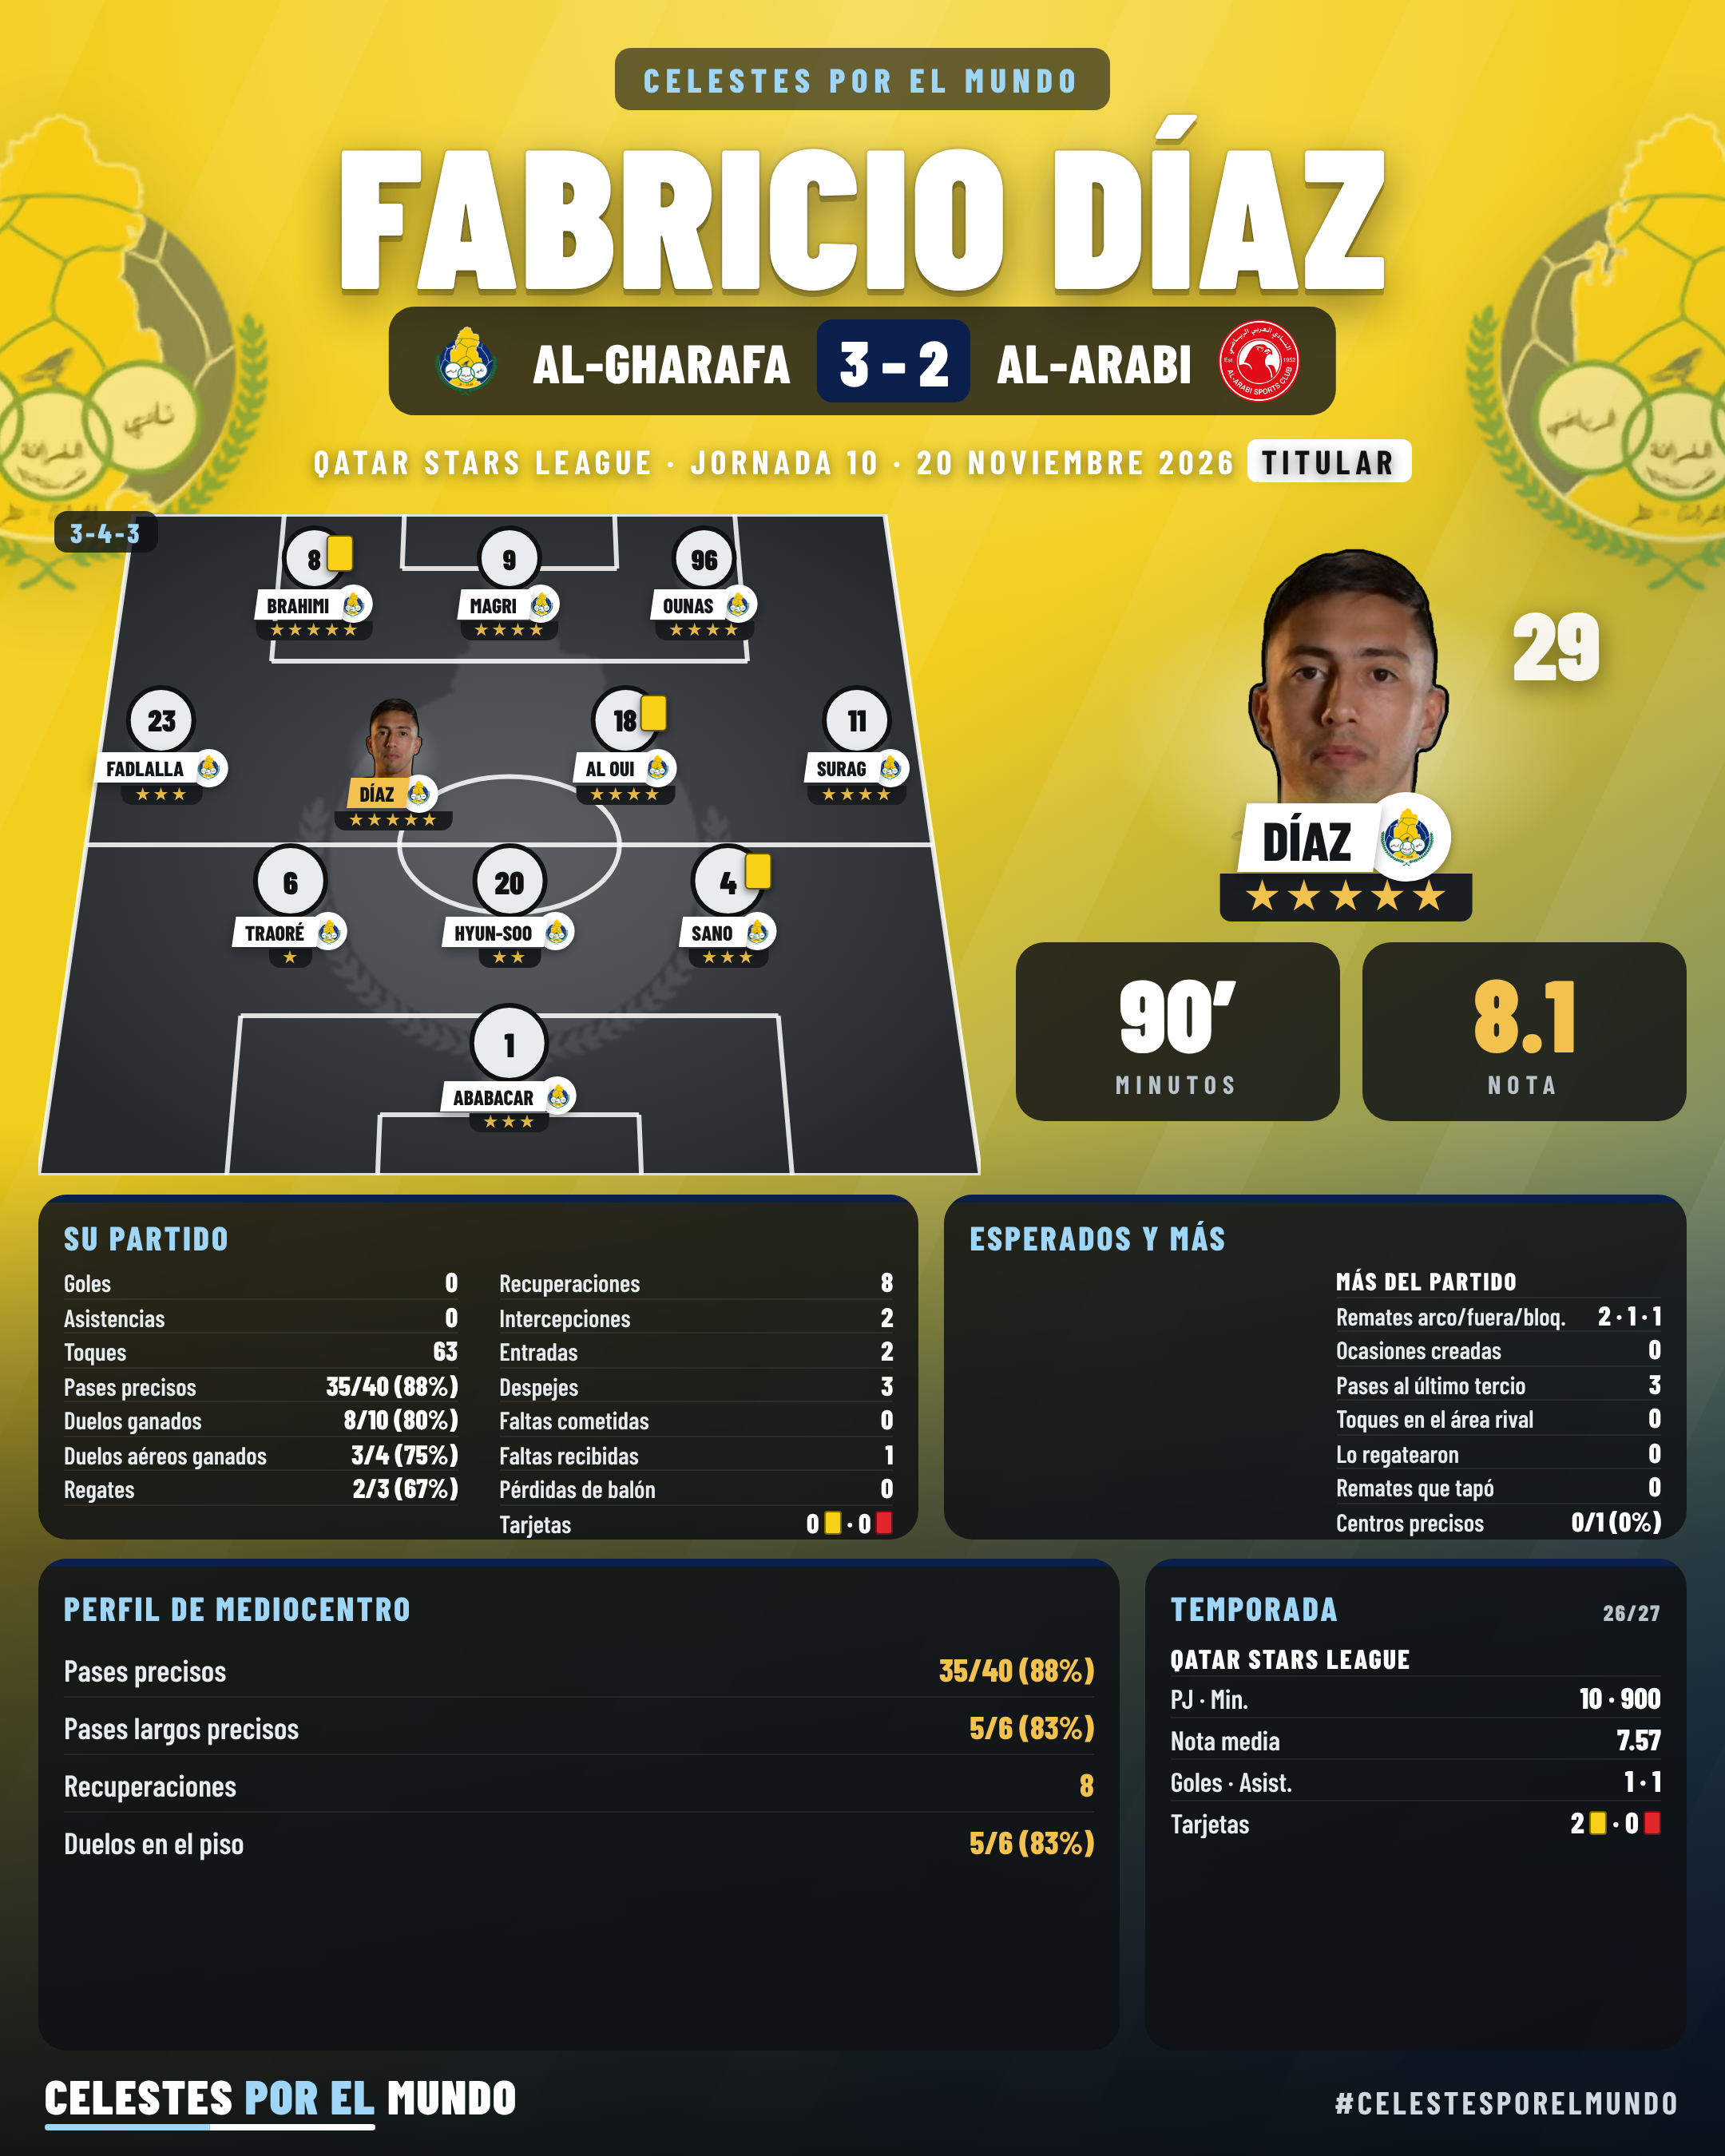 CELESTES POR EL MUNDO
FABRICIO DÍAZ
AL-GHARAFA 3 - 2 AL-ARABI
QATAR STARS LEAGUE · JORNADA 10 · 20 NOVIEMBRE 2026 TITULAR
3-4-3
8 9 96
BRAHIMI MAGRI OUNAS
29
23 18 11
FADLALLA AL OUI SURAG
DÍAZ
6 20 4
TRAORÉ HYUN-SOO SANO
1
ABABACAR
DÍAZ
90'
MINUTOS
8.1
NOTA
SU PARTIDO
Goles 0
Asistencias 0
Toques 63
Pases precisos 35/40 (88%)
Duelos ganados 8/10 (80%)
Duelos aéreos ganados 3/4 (75%)
Regates 2/3 (67%)
Recuperaciones 8
Intercepciones 2
Entradas 2
Despejes 3
Faltas cometidas 0
Faltas recibidas 1
Pérdidas de balón 0
Tarjetas 0 · 0
ESPERADOS Y MÁS
MÁS DEL PARTIDO
Remates arco/fuera/bloq. 2 · 1 · 1
Ocasiones creadas 0
Pases al último tercio 3
Toques en el área rival 0
Lo regatearon 0
Remates que tapó 0
Centros precisos 0/1 (0%)
PERFIL DE MEDIOCENTRO
Pases precisos 35/40 (88%)
Pases largos precisos 5/6 (83%)
Recuperaciones 8
Duelos en el piso 5/6 (83%)
TEMPORADA 26/27
QATAR STARS LEAGUE
PJ · Min. 10 · 900
Nota media 7.57
Goles · Asist. 1 · 1
Tarjetas 2 · 0
CELESTES POR EL MUNDO
#CELESTESPORELMUNDO